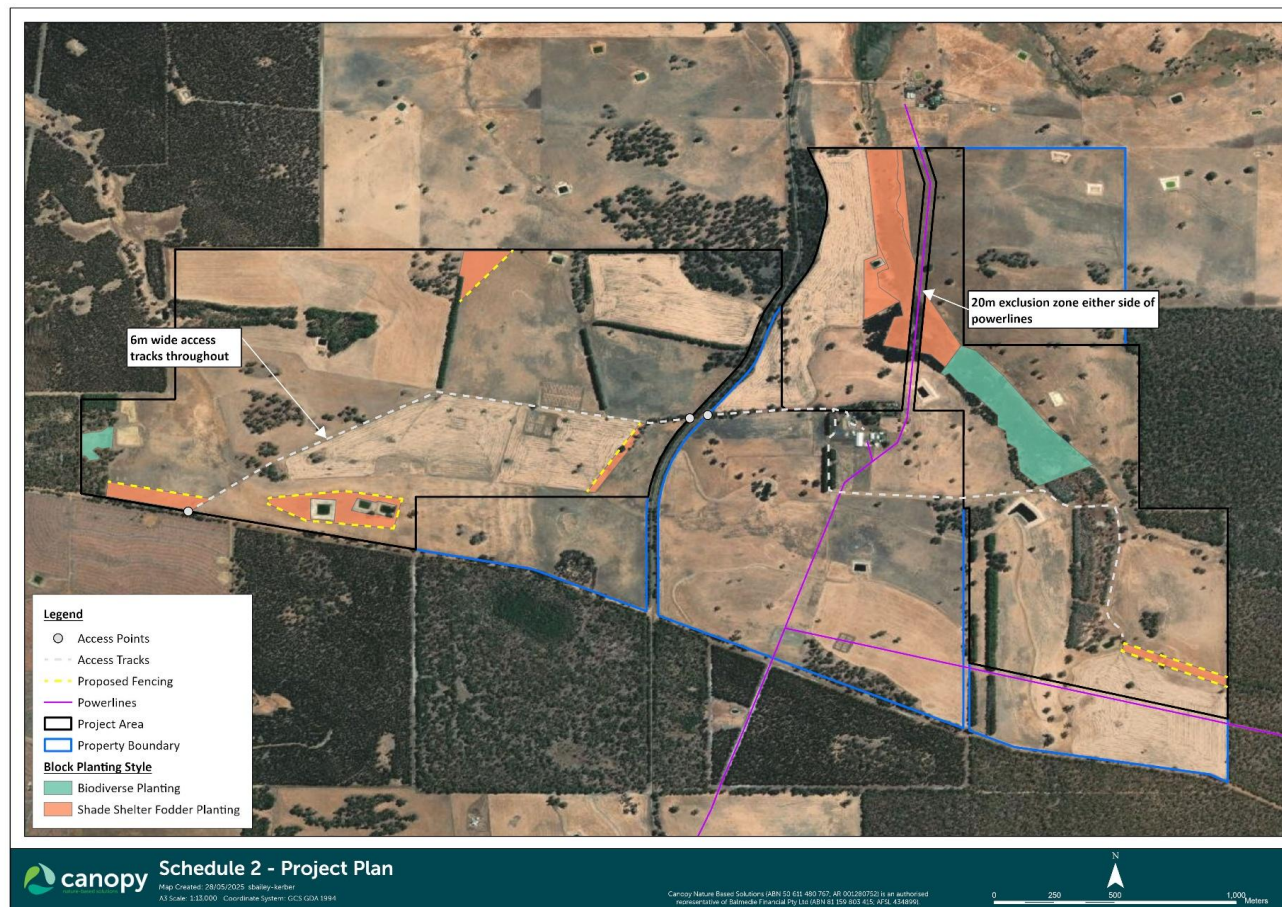 6m wide access
tracks throughout
20m exclusion zone either side of
powerlines
Legend
Access Points
Access Tracks
Proposed Fencing
Powerlines
Project Area
Property Boundary
Block Planting Style
Biodiverse Planting
Shade Shelter Fodder Planting
canopy
nature-based solutions
Schedule 2 - Project Plan
Map Created: 28/05/2025 sbailey-kerber
A3 Scale: 1:13,000 Coordinate System: GCS GDA 1994
Canopy Nature Based Solutions (ABN 50 611 480 767; AR 001280752) is an authorised
representative of Balmedie Financial Pty Ltd (ABN 81 159 803 415; AFSL 434899).
N
0 250 500 1,000
Meters